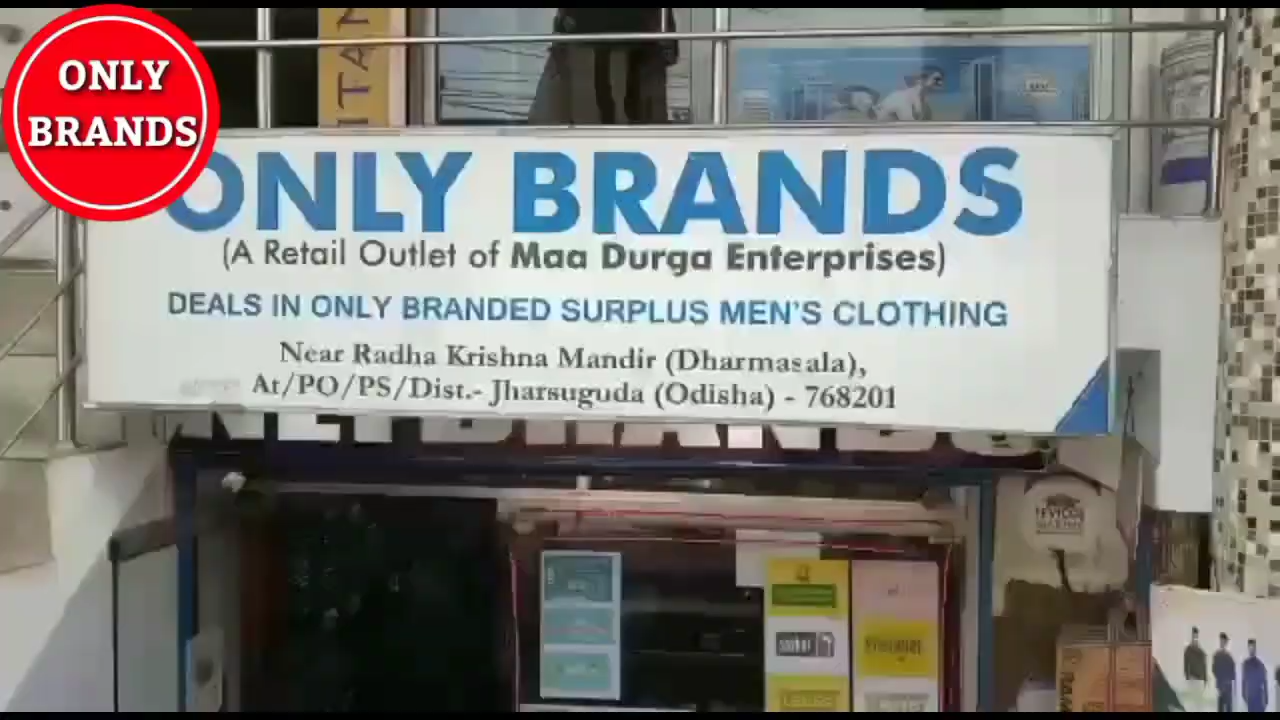 ONLY
BRANDS
ONLY BRANDS
(A Retail Outlet of Maa Durga Enterprises)
DEALS IN ONLY BRANDED SURPLUS MEN'S CLOTHING
Near Radha Krishna Mandir (Dharmasala),
At/PO/PS/Dist.- Jharsuguda (Odisha) - 768201